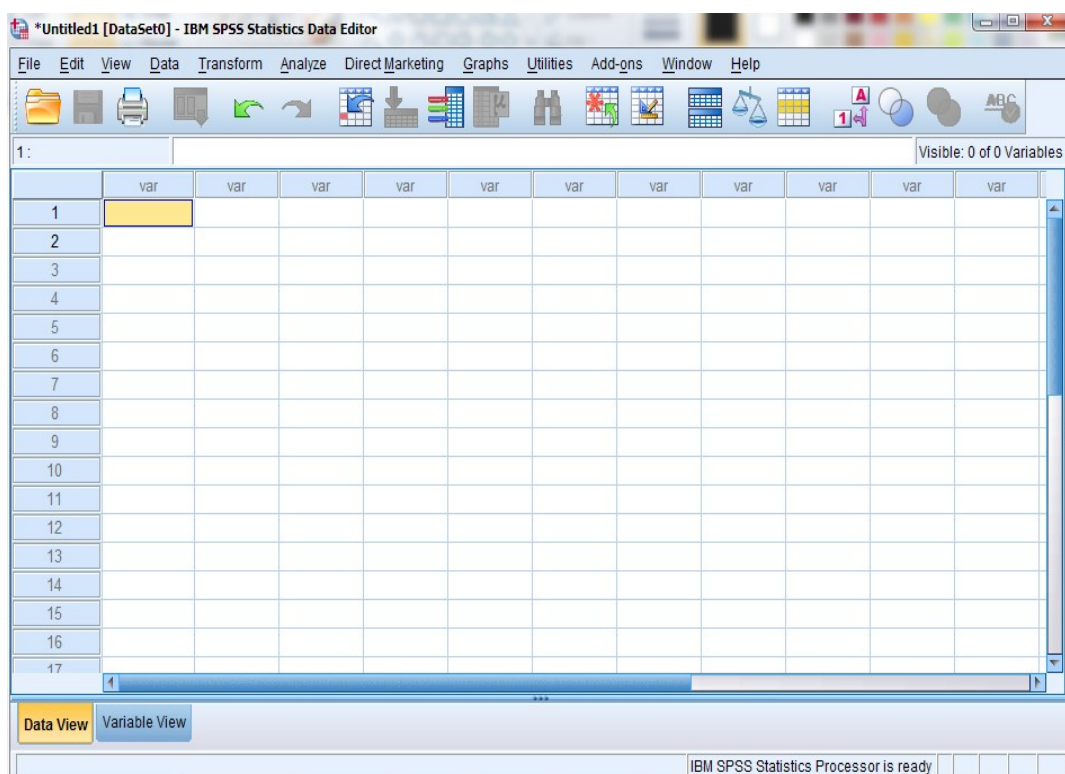 *Untitled1 [DataSet0] - IBM SPSS Statistics Data Editor
File Edit View Data Transform Analyze Direct Marketing Graphs Utilities Add-ons Window Help
A
1
μ
ABC
1 :
Visible: 0 of 0 Variables
var var var var var var var var var var var
1
2
3
4
5
6
7
8
9
10
11
12
13
14
15
16
17
Data View Variable View
IBM SPSS Statistics Processor is ready